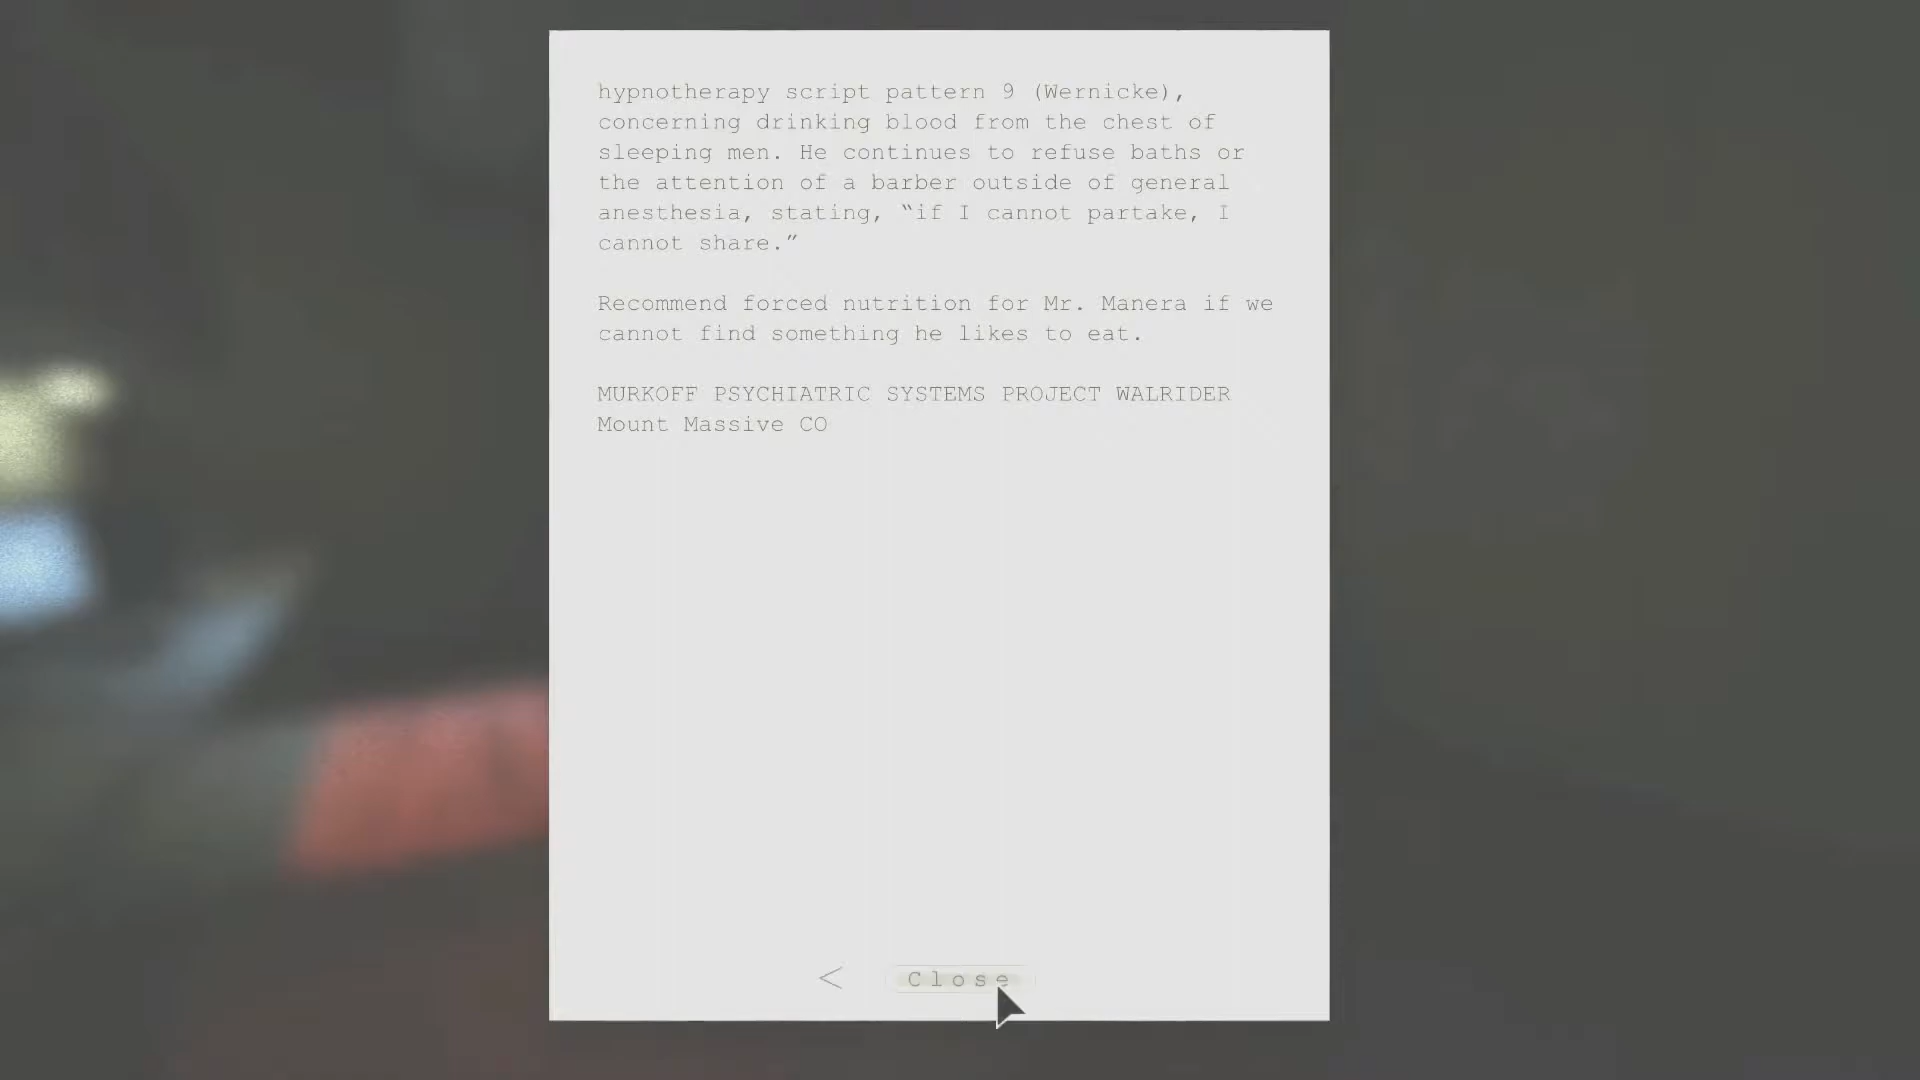 hypnotherapy script pattern 9 (Wernicke),
concerning drinking blood from the chest of
sleeping men. He continues to refuse baths or
the attention of a barber outside of general
anesthesia, stating, “if I cannot partake, I
cannot share.”
Recommend forced nutrition for Mr. Manera if we
cannot find something he likes to eat.
MURKOFF PSYCHIATRIC SYSTEMS PROJECT WALRIDER
Mount Massive CO
< Close